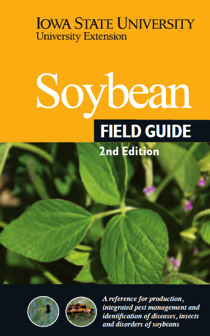 IOWA STATE UNIVERSITY
University Extension
Soybean
FIELD GUIDE
2nd Edition
A reference for production,
integrated pest management and
identification of diseases, insects
and disorders of soybeans